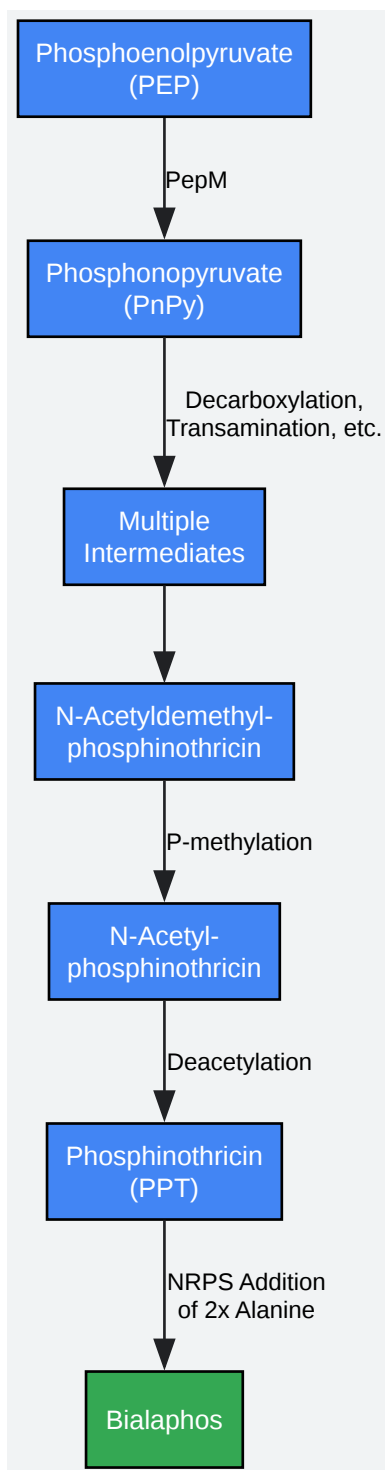 Phosphoenolpyruvate
(PEP)
PepM
Phosphonopyruvate
(PnPy)
Decarboxylation,
Transamination, etc.
Multiple
Intermediates
N-Acetyldemethyl-
phosphinothricin
P-methylation
N-Acetyl-
phosphinothricin
Deacetylation
Phosphinothricin
(PPT)
NRPS Addition
of 2x Alanine
Bialaphos